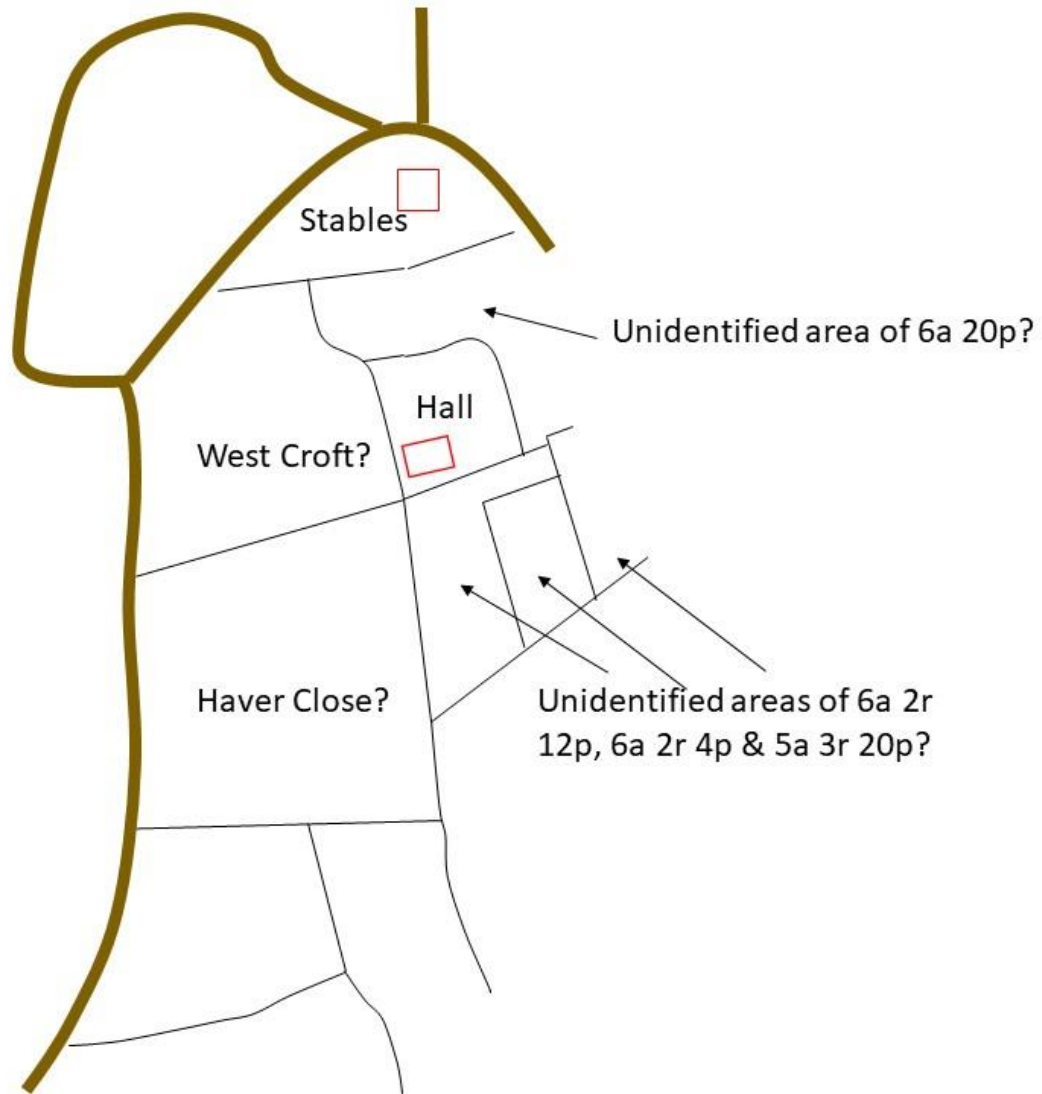 Stables
Unidentified area of 6a 20p?
Hall
West Croft?
Haver Close?
Unidentified areas of 6a 2r
12p, 6a 2r 4p & 5a 3r 20p?